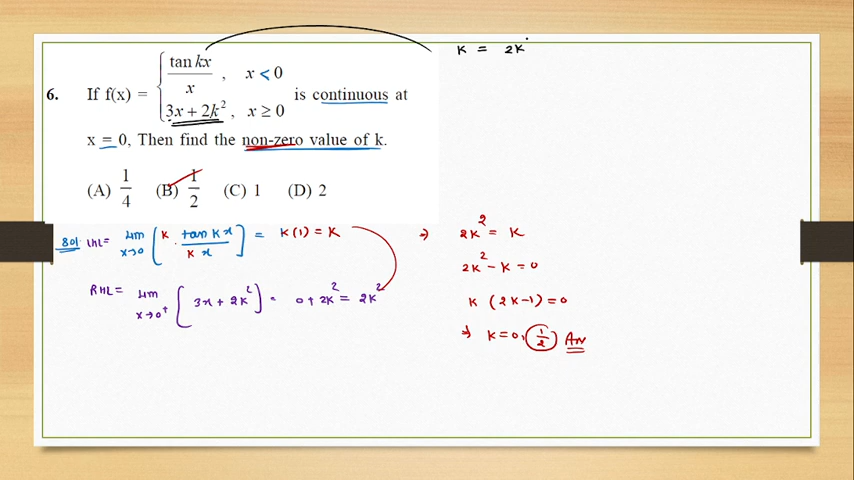 K = 2K
6. If f(x) = { tan kx / x , x < 0
3x + 2k² , x ≥ 0 is continuous at
x = 0, Then find the non-zero value of k.
(A) 1/4 (B) 1/2 (C) 1 (D) 2
Sol. LHL= Lim x→0⁻ [ K . tan Kx / K x ] = K(1) = K
RHL= Lim x→0⁺ [ 3x + 2K² ] = 0 + 2K² = 2K²
⇒ 2K² = K
2K² - K = 0
K (2K-1) = 0
⇒ K = 0, 1/2 Ans